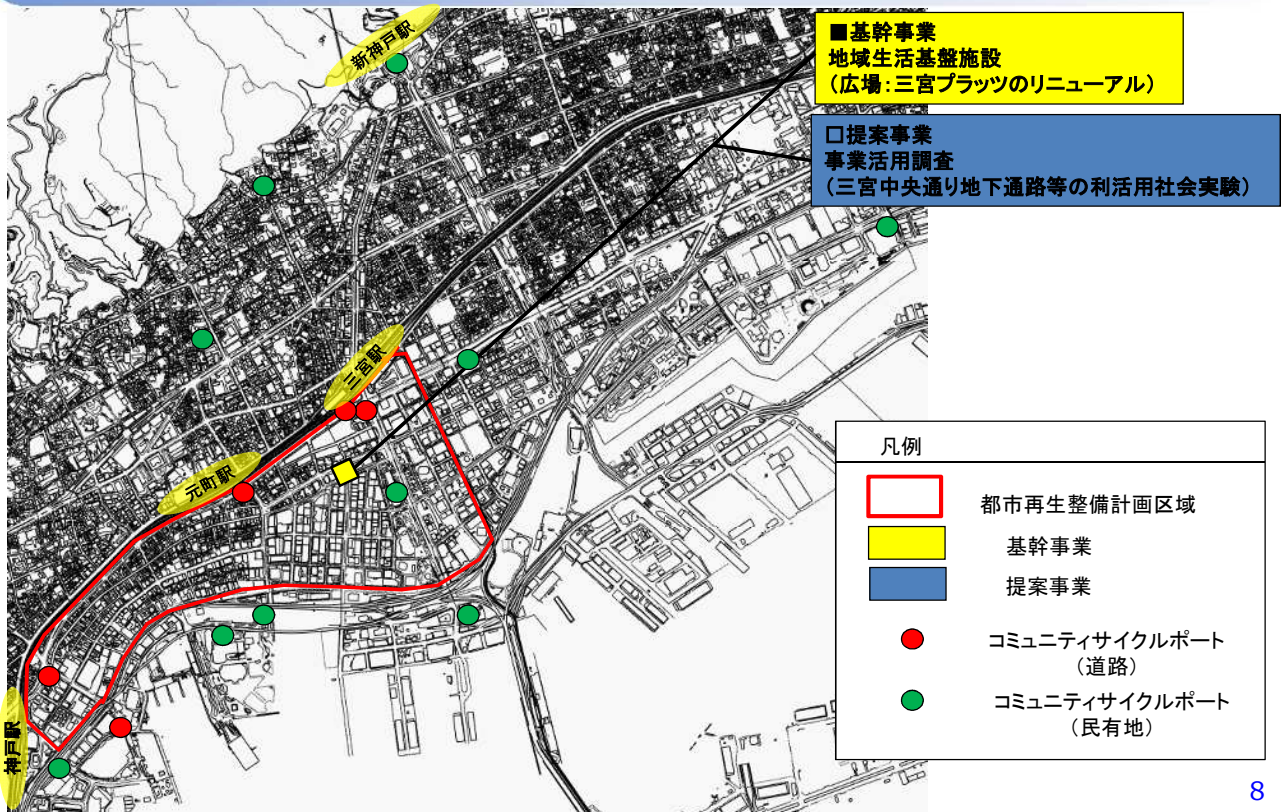 新神戸駅
■基幹事業
地域生活基盤施設
(広場:三宮プラッツのリニューアル)
□提案事業
事業活用調査
(三宮中央通り地下通路等の利活用社会実験)
三宮駅
元町駅
神戸駅
凡例
都市再生整備計画区域
基幹事業
提案事業
コミュニティサイクルポート
(道路)
コミュニティサイクルポート
(民有地)
8